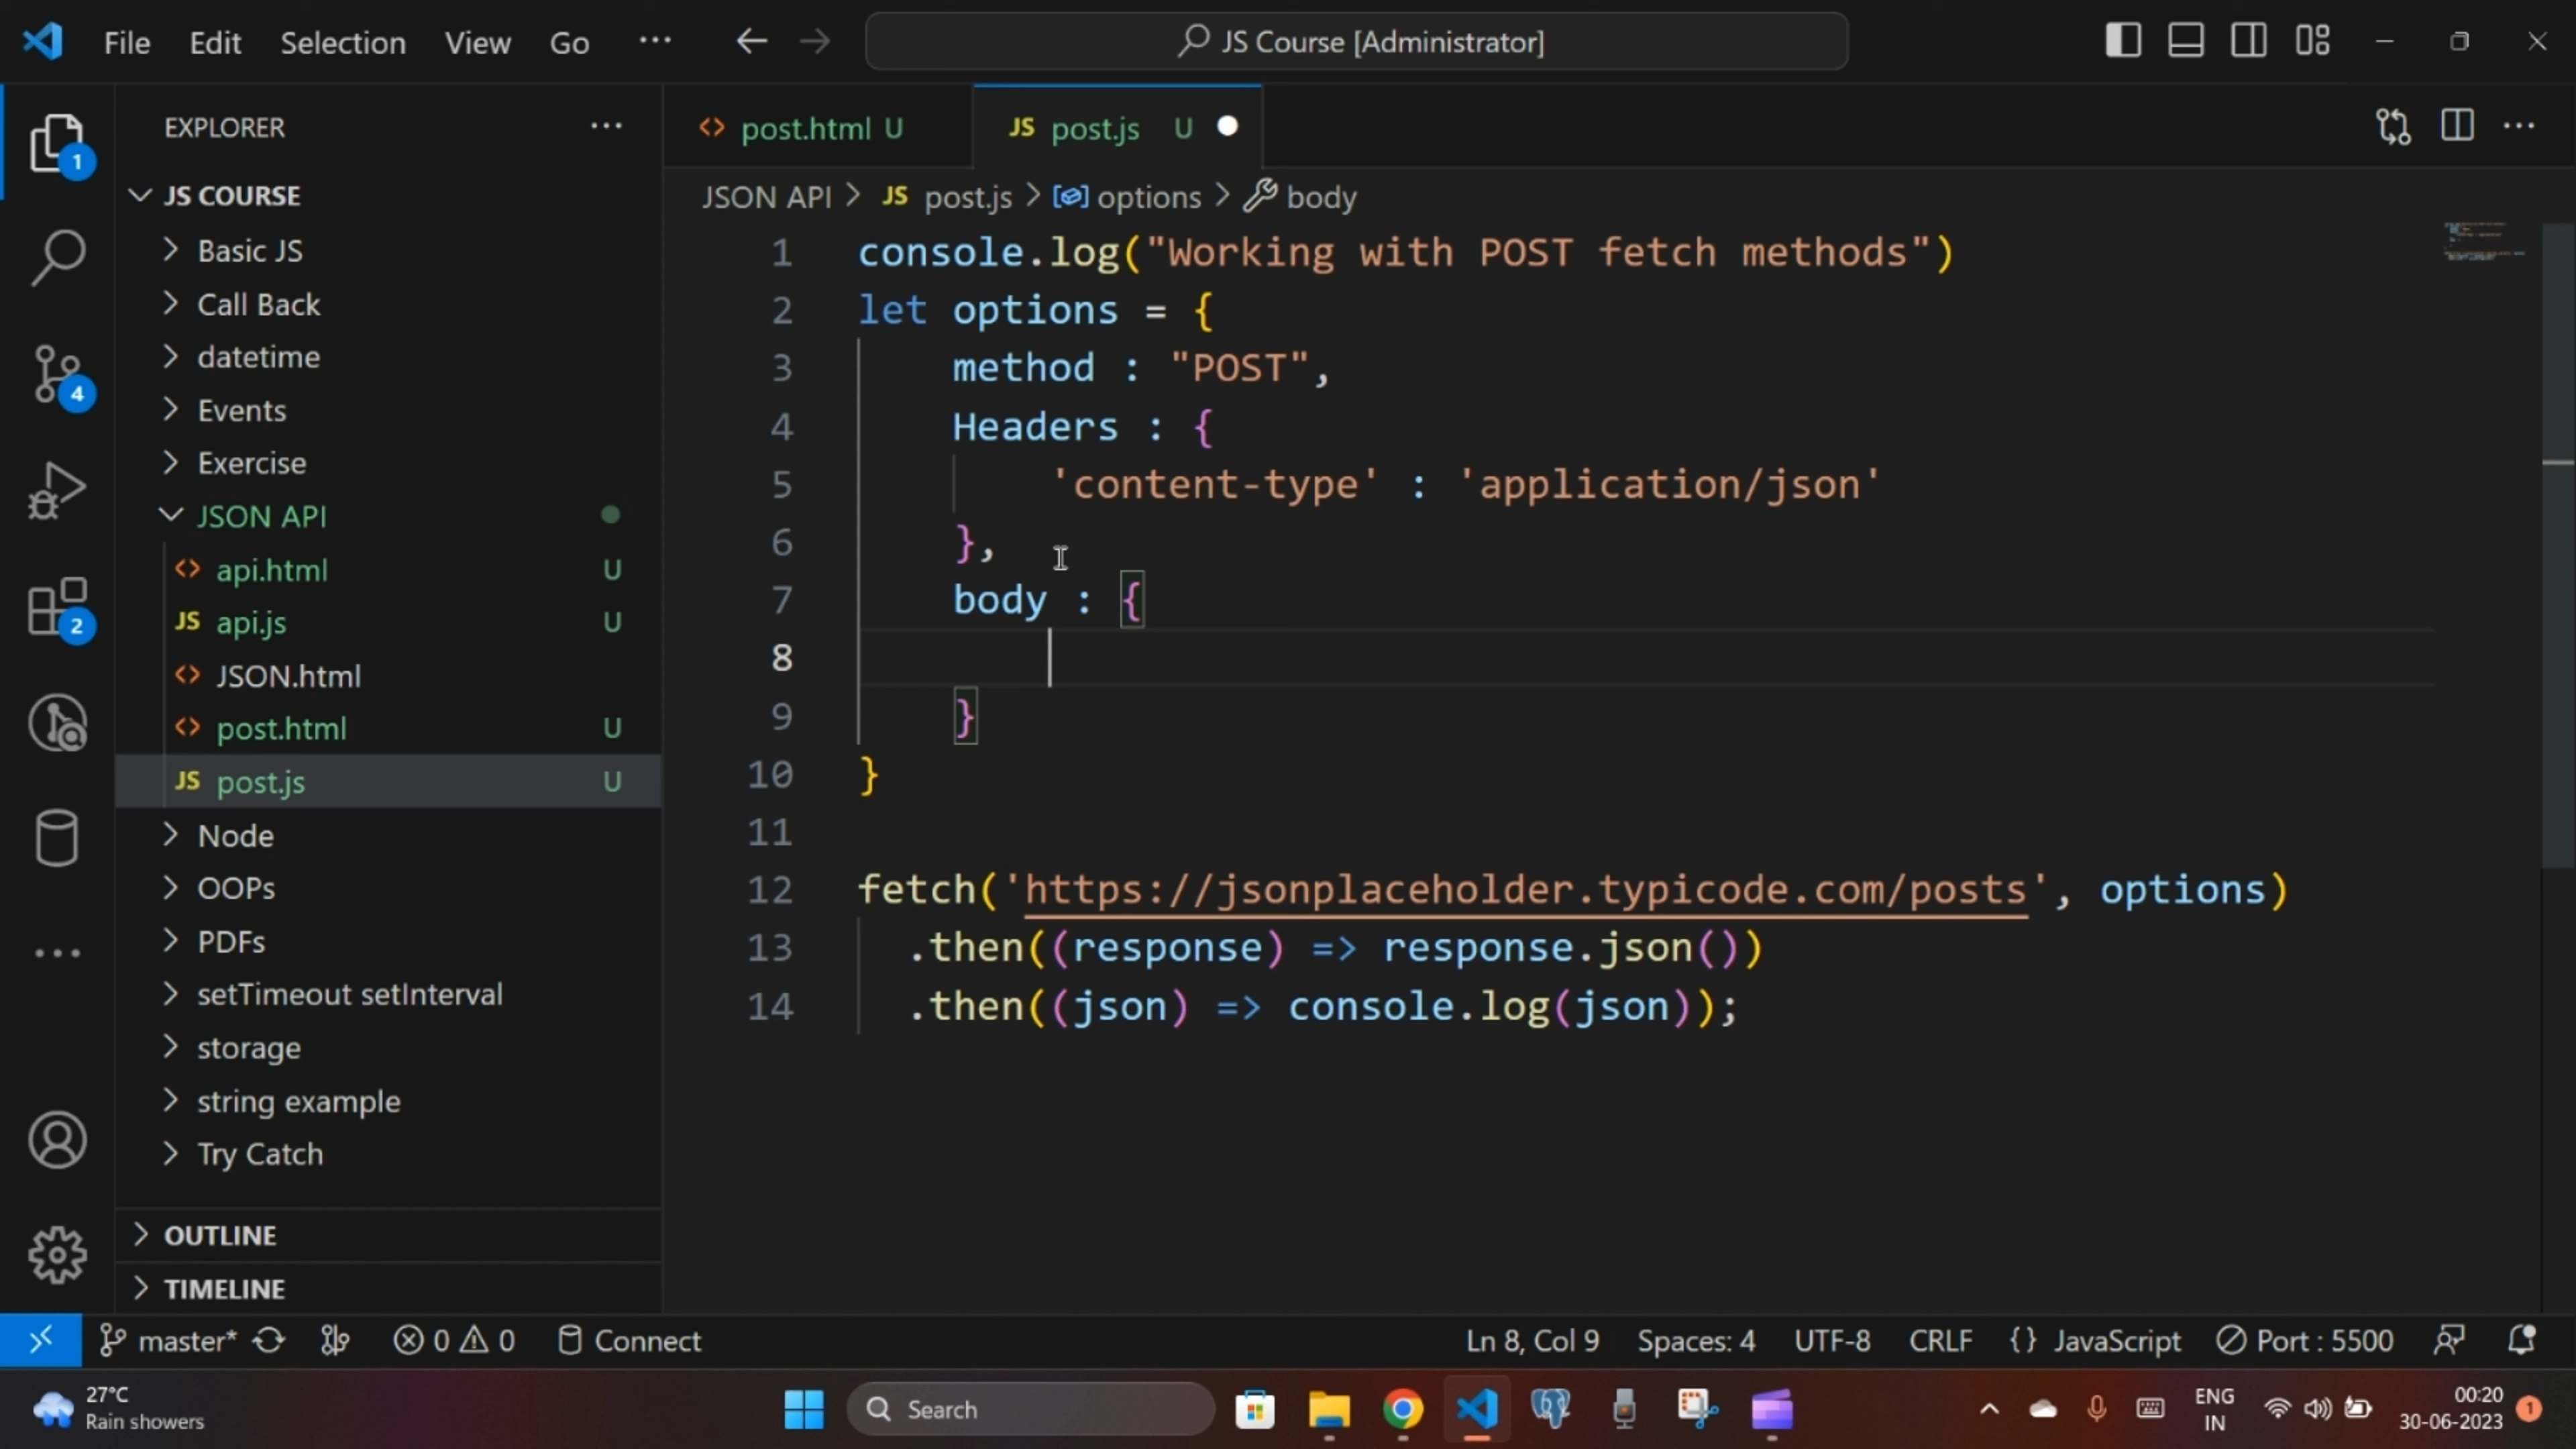 File Edit Selection View Go ... JS Course [Administrator]
EXPLORER ...
1
4
2
JS COURSE
Basic JS
Call Back
datetime
Events
Exercise
JSON API
api.html U
JS api.js U
JSON.html
post.html U
JS post.js U
Node
OOPs
PDFs
setTimeout setInterval
storage
string example
Try Catch
OUTLINE
TIMELINE
post.html U JS post.js U
JSON API > JS post.js > options > body
1 console.log("Working with POST fetch methods")
2 let options = {
3 method : "POST",
4 Headers : {
5 'content-type' : 'application/json'
6 },
7 body : {
8
9 }
10 }
11
12 fetch('https://jsonplaceholder.typicode.com/posts', options)
13 .then((response) => response.json())
14 .then((json) => console.log(json));
master* 0 0 Connect Ln 8, Col 9 Spaces: 4 UTF-8 CRLF {} JavaScript Port : 5500
27°C
Rain showers
Search
ENG
IN
00:20
30-06-2023
1